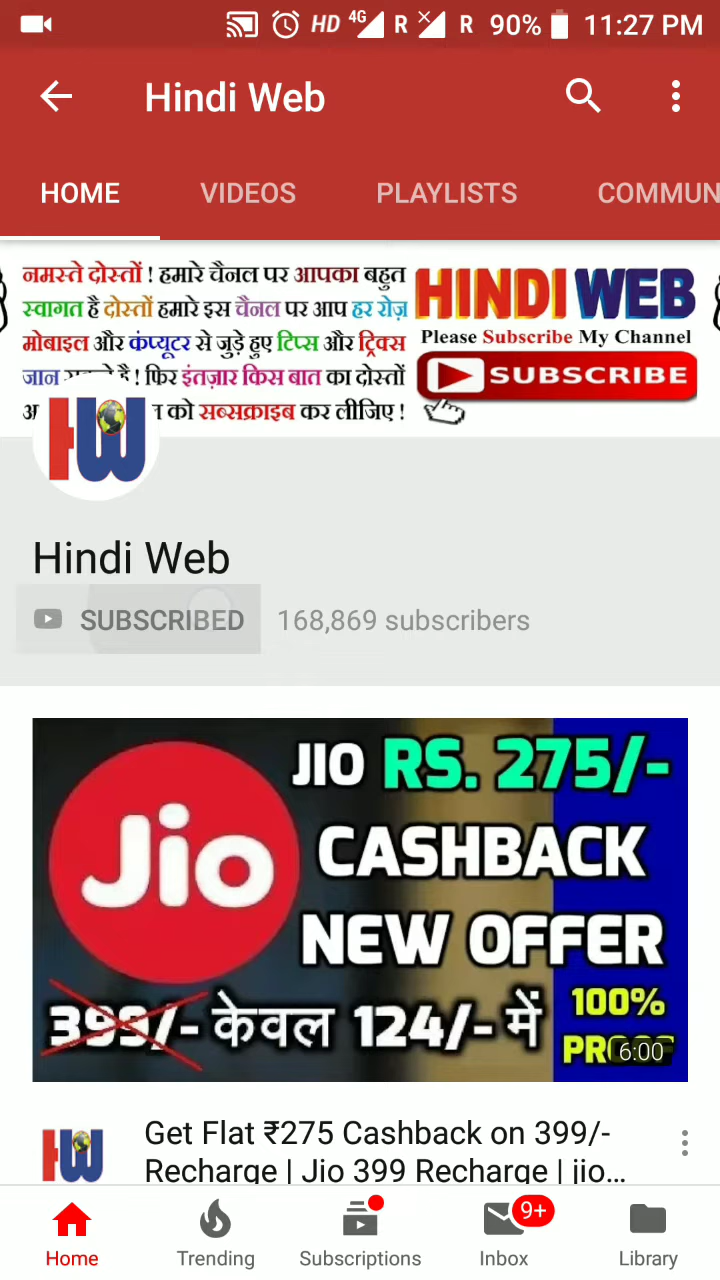 HD 4G R R 90% 11:27 PM
Hindi Web
HOME VIDEOS PLAYLISTS COMMUN
नमस्ते दोस्तों ! हमारे चैनल पर आपका बहुत
स्वागत है दोस्तों हमारे इस चैनल पर आप हर रोज़
मोबाइल और कंप्यूटर से जुड़े हुए टिप्स और ट्रिक्स
जान है ! फिर इंतज़ार किस बात का दोस्तों
को सब्सक्राइब कर लीजिए !
HINDI WEB
Please Subscribe My Channel
SUBSCRIBE
HW
Hindi Web
SUBSCRIBED 168,869 subscribers
JIO RS. 275/-
Jio
CASHBACK
NEW OFFER
399/- केवल 124/- में
100%
PROOF
6:00
HW
Get Flat ₹275 Cashback on 399/-
Recharge | Jio 399 Recharge | jio...
9+
Home Trending Subscriptions Inbox Library